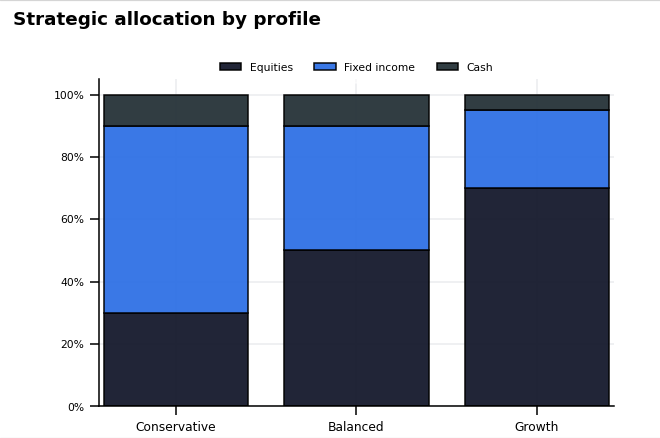 Strategic allocation by profile
Equities Fixed income Cash
100%
80%
60%
40%
20%
0%
Conservative Balanced Growth